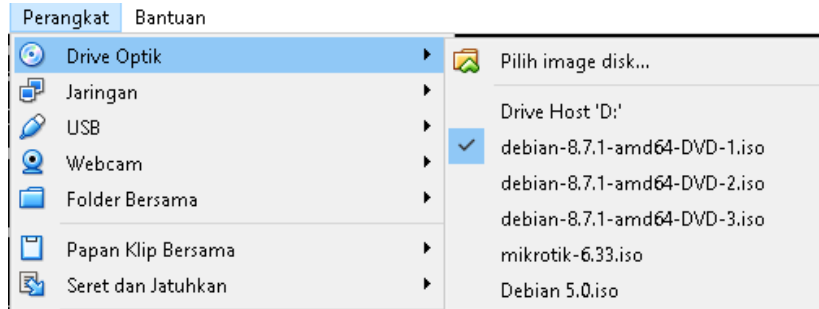 Perangkat Bantuan
Drive Optik
Jaringan
USB
Webcam
Folder Bersama
Papan Klip Bersama
Seret dan Jatuhkan
Pilih image disk...
Drive Host 'D:'
debian-8.7.1-amd64-DVD-1.iso
debian-8.7.1-amd64-DVD-2.iso
debian-8.7.1-amd64-DVD-3.iso
mikrotik-6.33.iso
Debian 5.0.iso